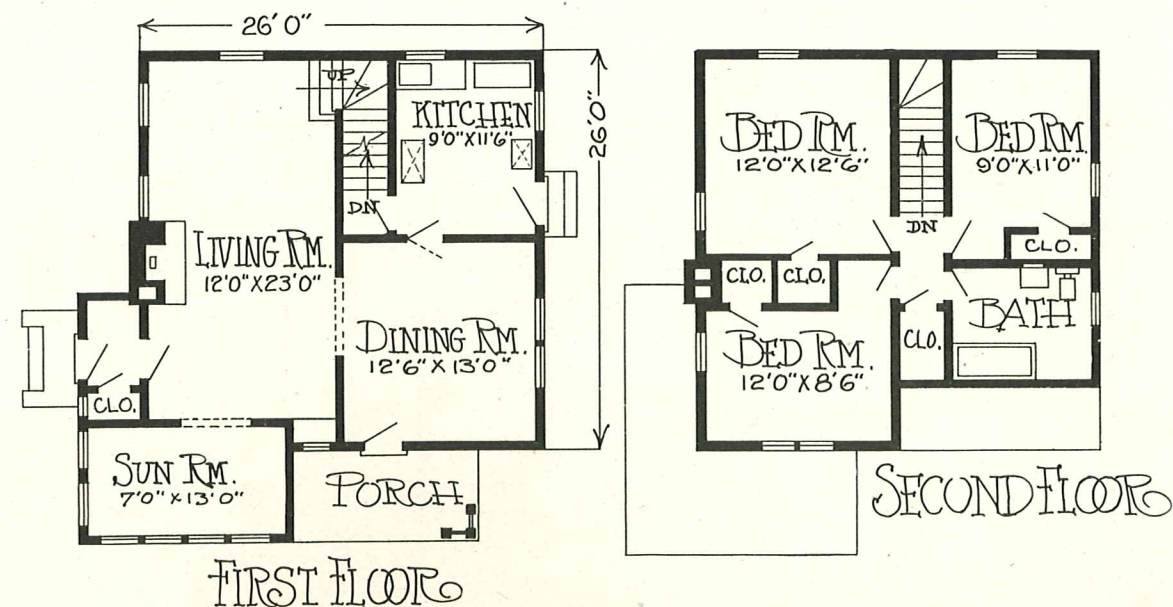 26'0"
UP
KITCHEN
9'0"X11'6"
26'0"
DN
LIVING RM.
12'0"X23'0"
DINING RM.
12'6"X13'0"
CLO.
SUN RM.
7'0"X13'0"
PORCH
FIRST FLOOR
BED RM.
12'0"X12'6"
BED RM.
9'0"X11'0"
DN
CLO.
CLO.
CLO.
BATH
CLO.
BED RM.
12'0"X8'6"
SECOND FLOOR